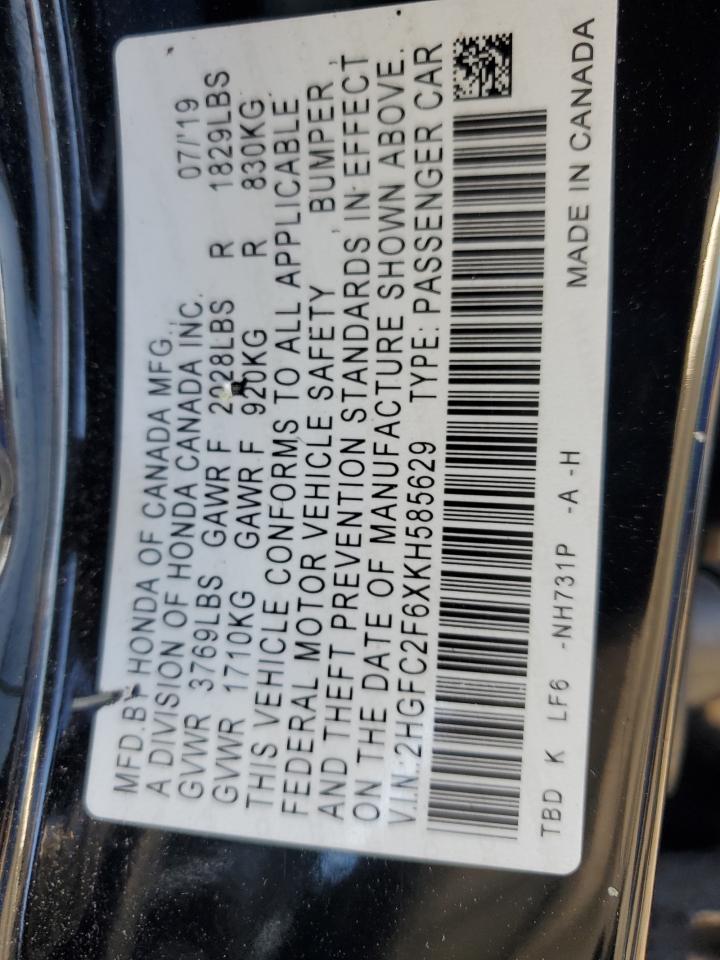 MFD. BY HONDA OF CANADA MFG., 07/'19
A DIVISION OF HONDA CANADA INC.
GVWR 3769LBS GAWR F 2028LBS R 1829LBS
GVWR 1710KG GAWR F 920KG R 830KG
THIS VEHICLE CONFORMS TO ALL APPLICABLE
FEDERAL MOTOR VEHICLE SAFETY , BUMPER ,
AND THEFT PREVENTION STANDARDS IN EFFECT
ON THE DATE OF MANUFACTURE SHOWN ABOVE.
V.I.N.:2HGFC2F6XKH585629 TYPE: PASSENGER CAR
TBD K LF6 -NH731P -A -H
MADE IN CANADA